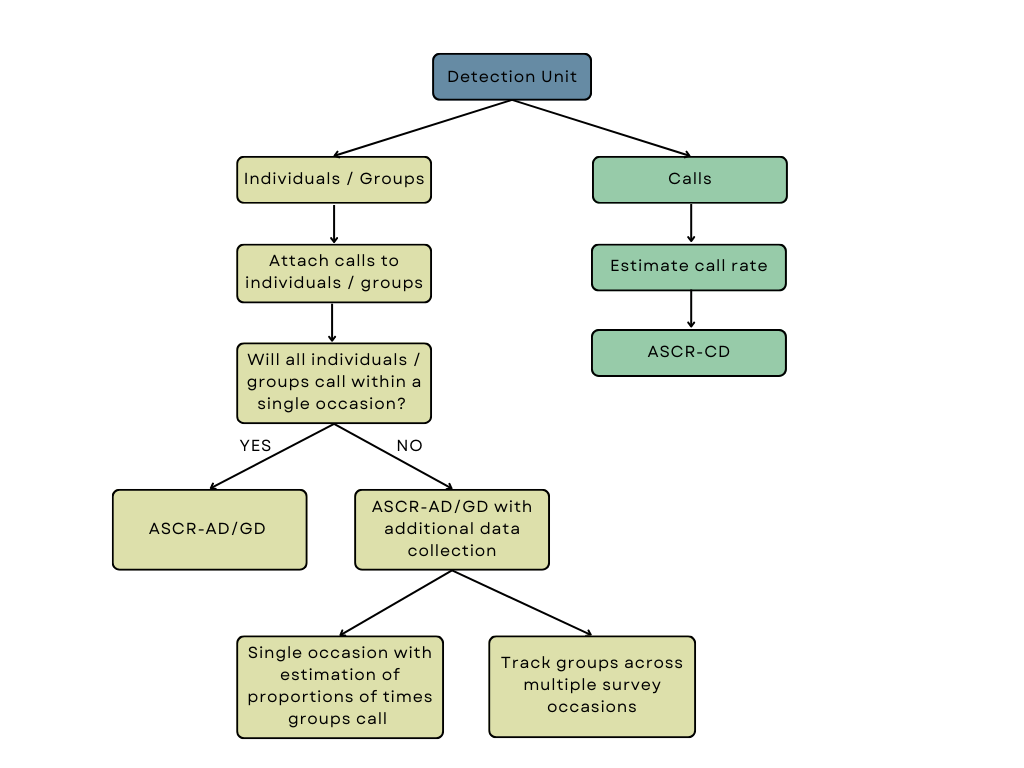 Detection Unit
Individuals / Groups
Calls
Attach calls to
individuals / groups
Estimate call rate
Will all individuals /
groups call within a
single occasion?
ASCR-CD
YES
NO
ASCR-AD/GD
ASCR-AD/GD with
additional data
collection
Single occasion with
estimation of
proportions of times
groups call
Track groups across
multiple survey
occasions